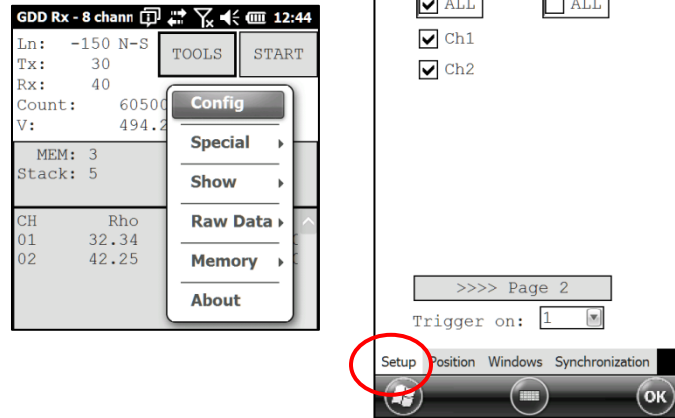 GDD Rx - 8 chann 12:44
Ln: -150 N-S
Tx: 30
Rx: 40
Count: 60500
V: 494.2
TOOLS START
MEM: 3
Stack: 5
CH Rho
01 32.34
02 42.25
Config
Special
Show
Raw Data
Memory
About
ALL ALL
Ch1
Ch2
>>>> Page 2
Trigger on: 1
Setup Position Windows Synchronization
OK